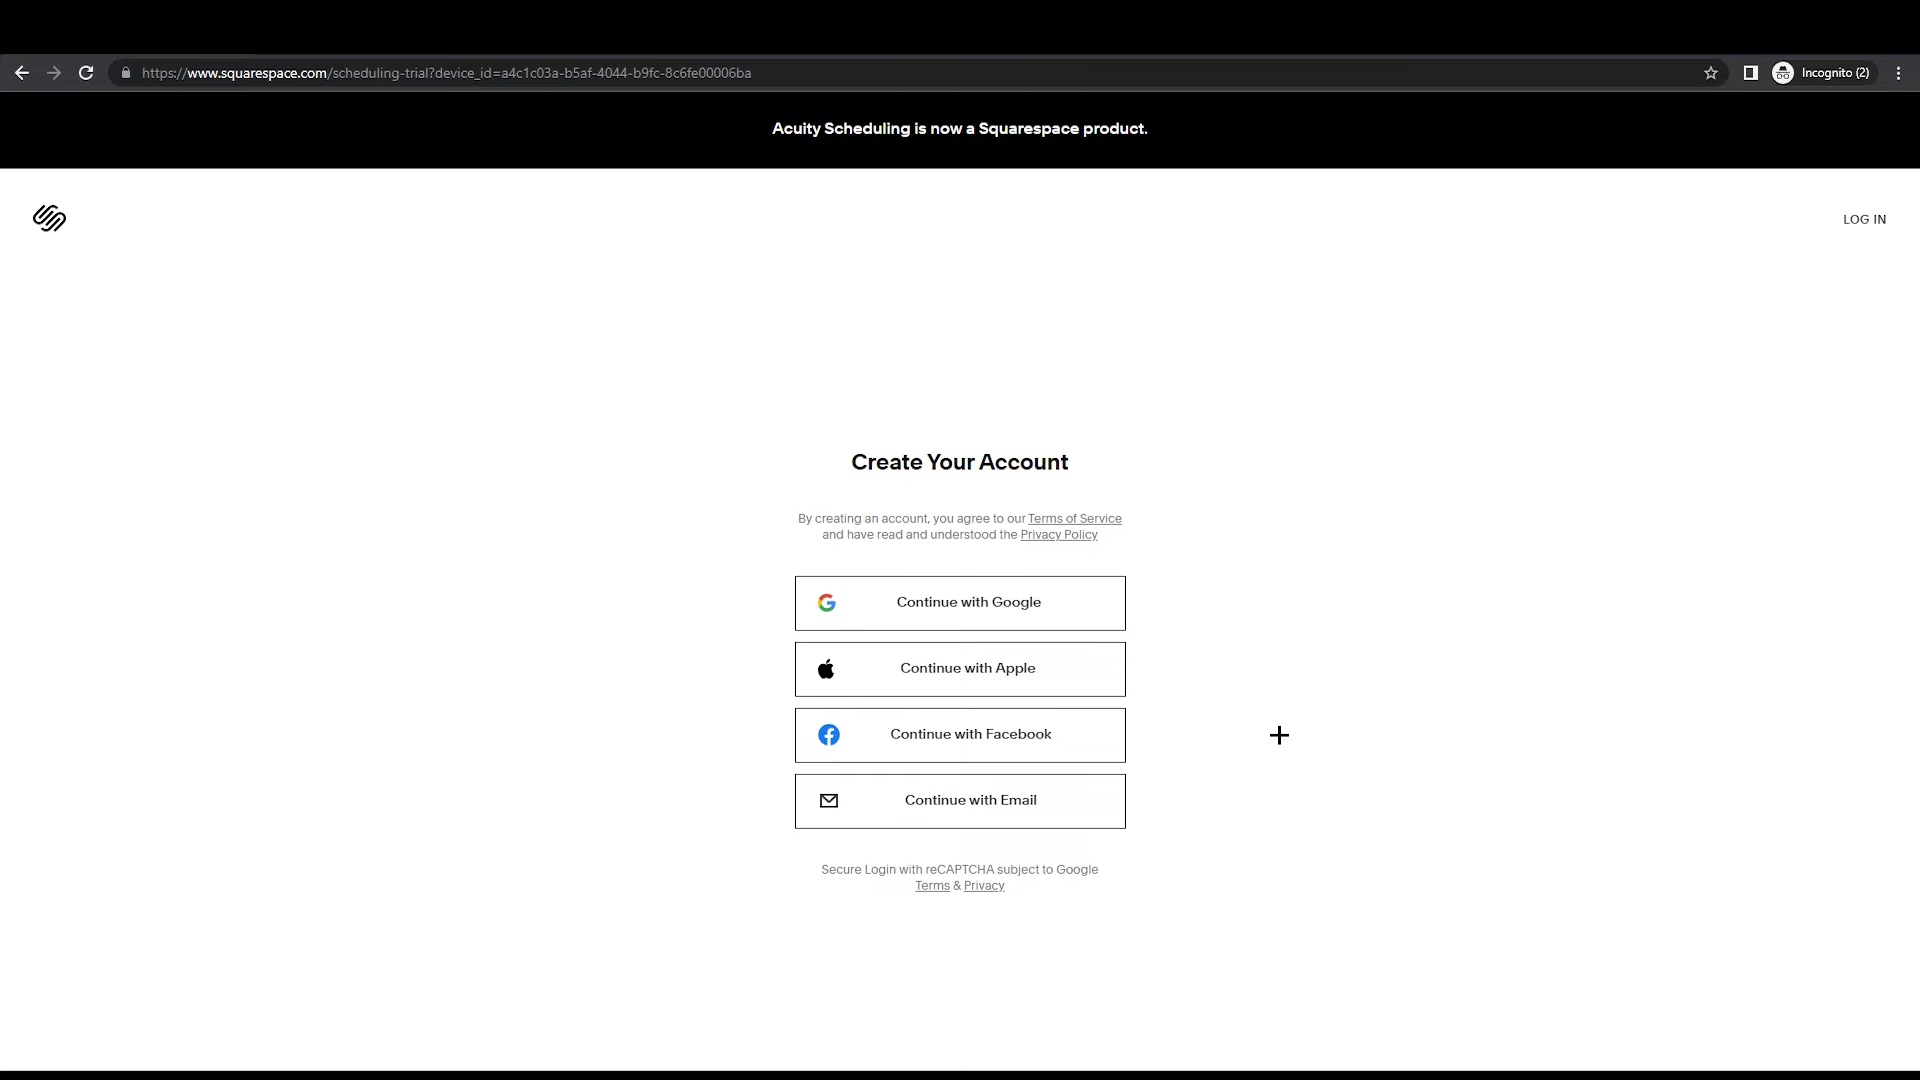 https://www.squarespace.com/scheduling-trial?device_id=a4c1c03a-b5af-4044-b9fc-8c6fe00006ba
Incognito (2)
Acuity Scheduling is now a Squarespace product.
LOG IN
Create Your Account
By creating an account, you agree to our Terms of Service
and have read and understood the Privacy Policy
Continue with Google
Continue with Apple
Continue with Facebook
Continue with Email
Secure Login with reCAPTCHA subject to Google
Terms & Privacy